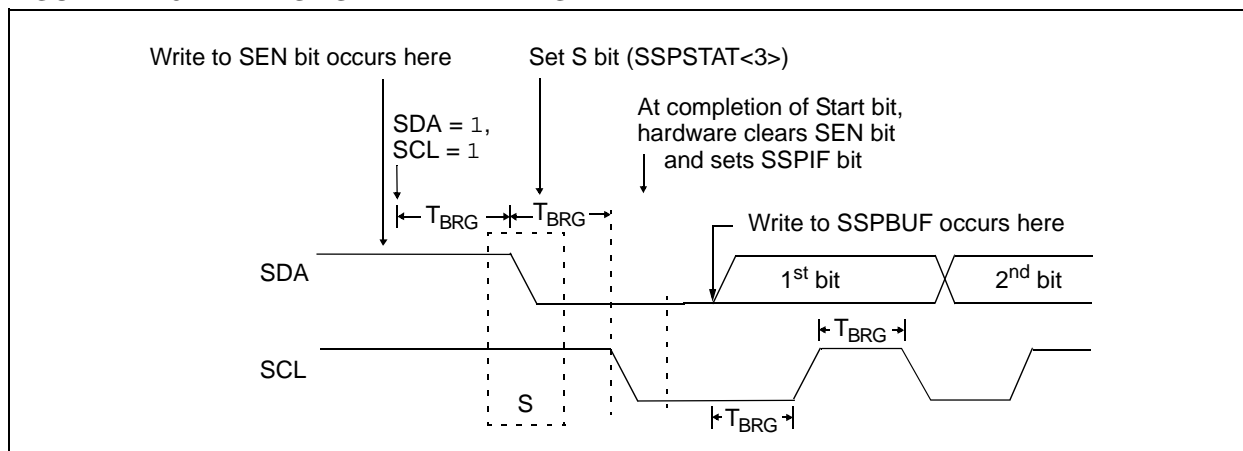 Write to SEN bit occurs here
Set S bit (SSPSTAT<3>)
SDA = 1,
SCL = 1
At completion of Start bit,
hardware clears SEN bit
and sets SSPIF bit
TBRG
TBRG
Write to SSPBUF occurs here
SDA
1st bit
2nd bit
TBRG
SCL
S
TBRG